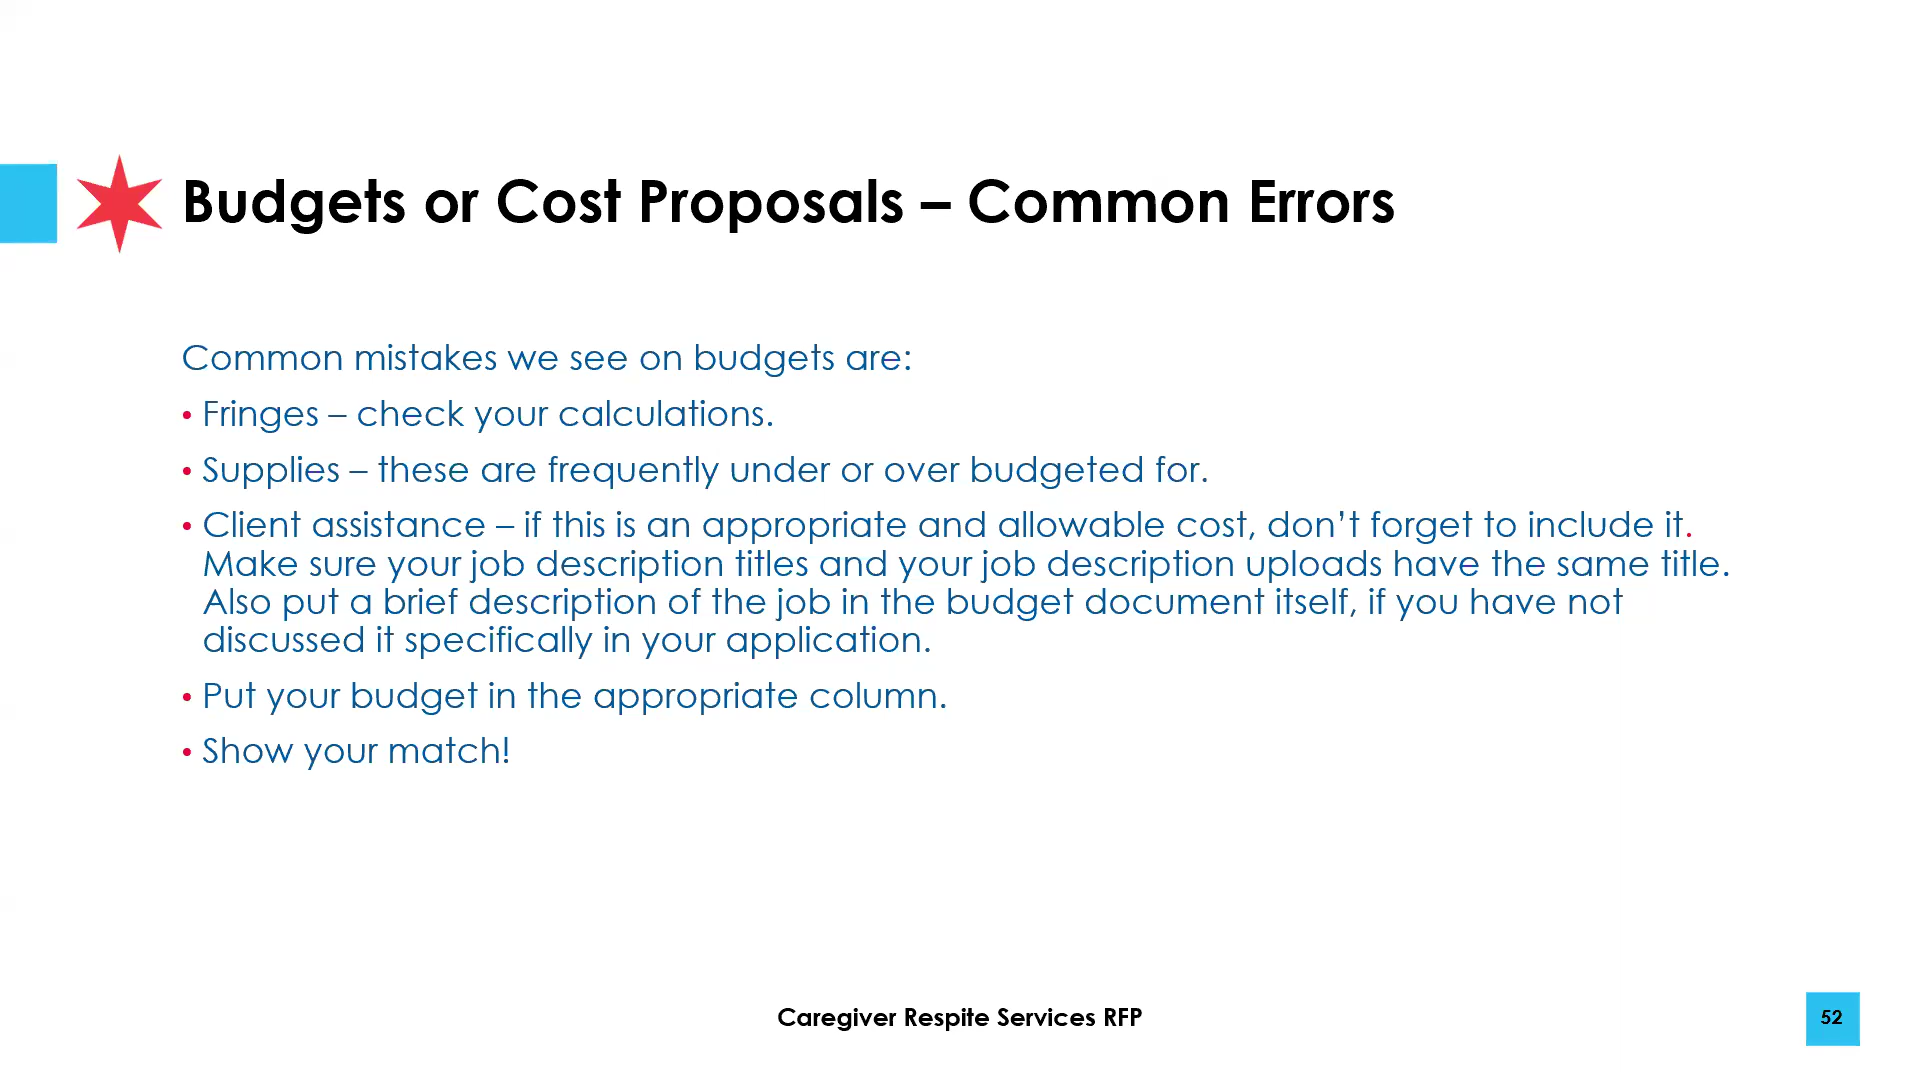 Budgets or Cost Proposals – Common Errors
Common mistakes we see on budgets are:
• Fringes – check your calculations.
• Supplies – these are frequently under or over budgeted for.
• Client assistance – if this is an appropriate and allowable cost, don’t forget to include it.
Make sure your job description titles and your job description uploads have the same title.
Also put a brief description of the job in the budget document itself, if you have not
discussed it specifically in your application.
• Put your budget in the appropriate column.
• Show your match!
Caregiver Respite Services RFP
52